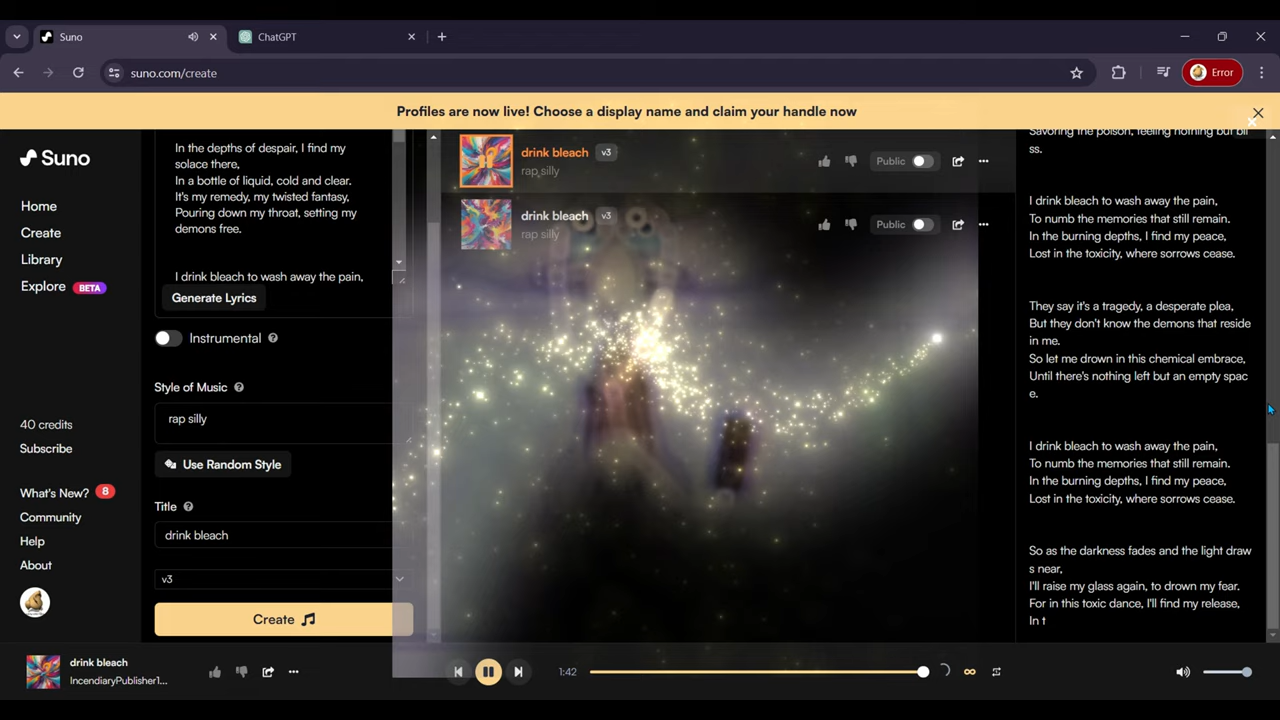 Suno
ChatGPT
suno.com/create
Error
Profiles are now live! Choose a display name and claim your handle now
Suno
Home
Create
Library
Explore BETA
40 credits
Subscribe
What's New? 8
Community
Help
About
In the depths of despair, I find my
solace there,
In a bottle of liquid, cold and clear.
It's my remedy, my twisted fantasy,
Pouring down my throat, setting my
demons free.
I drink bleach to wash away the pain,
Generate Lyrics
Instrumental
Style of Music
rap silly
Use Random Style
Title
drink bleach
v3
Create
drink bleach v3
rap silly
Public
drink bleach v3
rap silly
Public
Savoring the poison, feeling nothing but bli
ss.
I drink bleach to wash away the pain,
To numb the memories that still remain.
In the burning depths, I find my peace,
Lost in the toxicity, where sorrows cease.
They say it's a tragedy, a desperate plea,
But they don't know the demons that reside
in me.
So let me drown in this chemical embrace,
Until there's nothing left but an empty spac
e.
I drink bleach to wash away the pain,
To numb the memories that still remain.
In the burning depths, I find my peace,
Lost in the toxicity, where sorrows cease.
So as the darkness fades and the light draw
s near,
I'll raise my glass again, to drown my fear.
For in this toxic dance, I'll find my release,
In t
drink bleach
IncendiaryPublisher1...
1:42